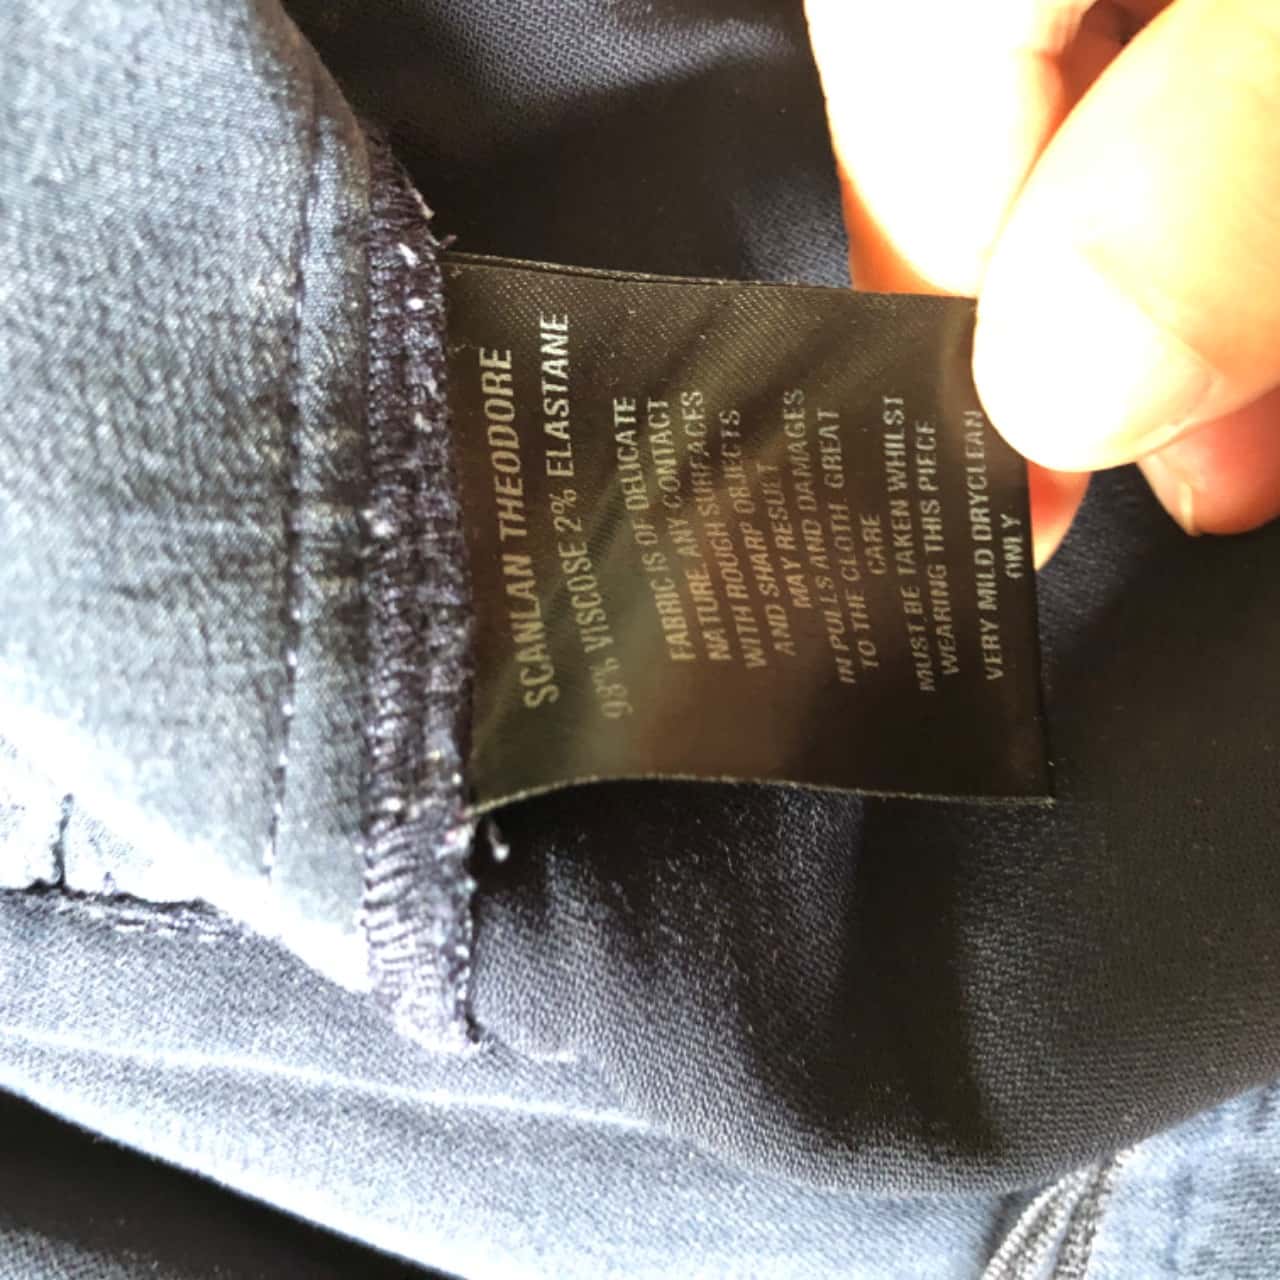 SCANLAN THEODORE
98% VISCOSE 2% ELASTANE
FABRIC IS OF DELICATE
NATURE. ANY CONTACT
WITH ROUGH SURFACES
AND SHARP OBJECTS
MAY RESULT
IN PULLS AND DAMAGES
TO THE CLOTH. GREAT
CARE
MUST BE TAKEN WHILST
WEARING THIS PIECE
VERY MILD DRYCLEAN
ONLY